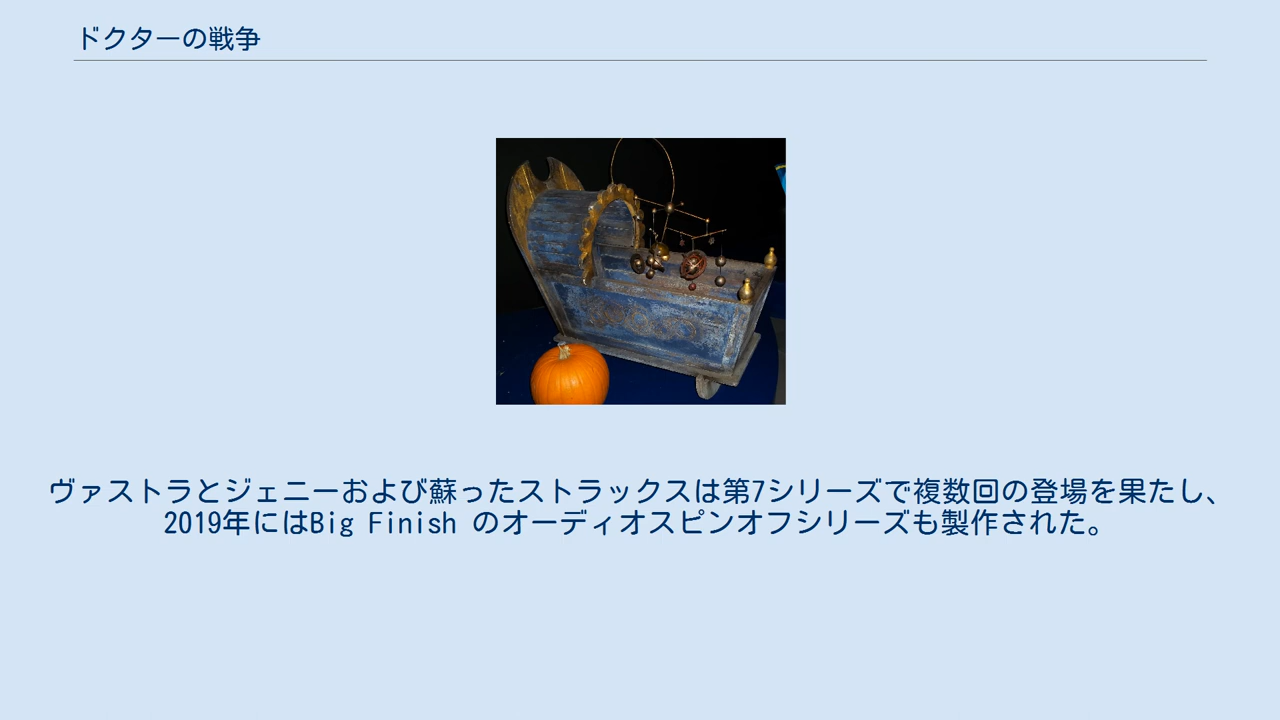 ドクターの戦争
ヴァストラとジェニーおよび蘇ったストラックスは第7シリーズで複数回の登場を果たし、
2019年にはBig Finish のオーディオスピンオフシリーズも製作された。